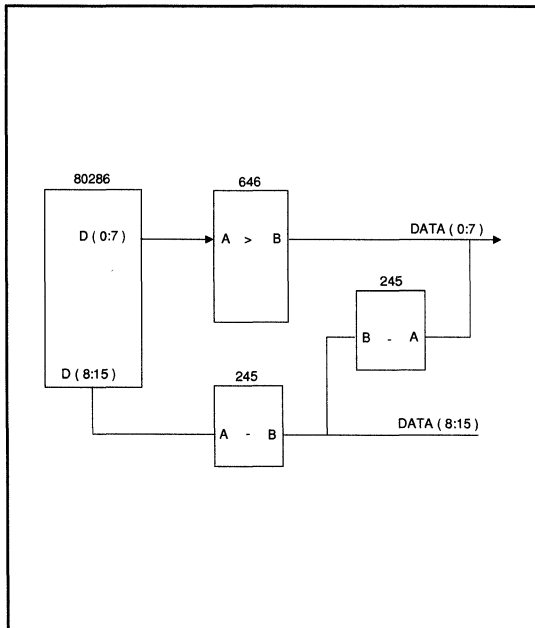 80286
646
D ( 0:7 )
A > B
DATA ( 0:7 )
245
B - A
D ( 8:15 )
245
A - B
DATA ( 8:15 )